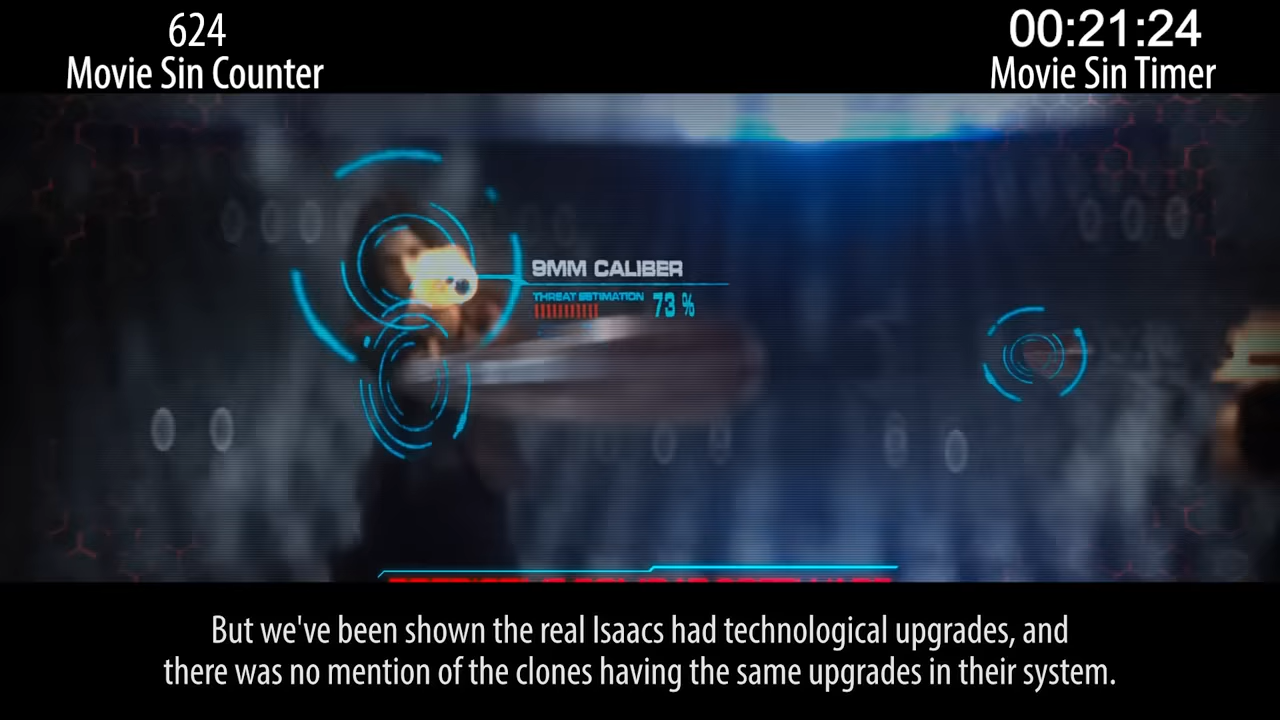 624
Movie Sin Counter
00:21:24
Movie Sin Timer
9MM CALIBER
THREAT ESTIMATION 73 %
But we've been shown the real Isaacs had technological upgrades, and
there was no mention of the clones having the same upgrades in their system.